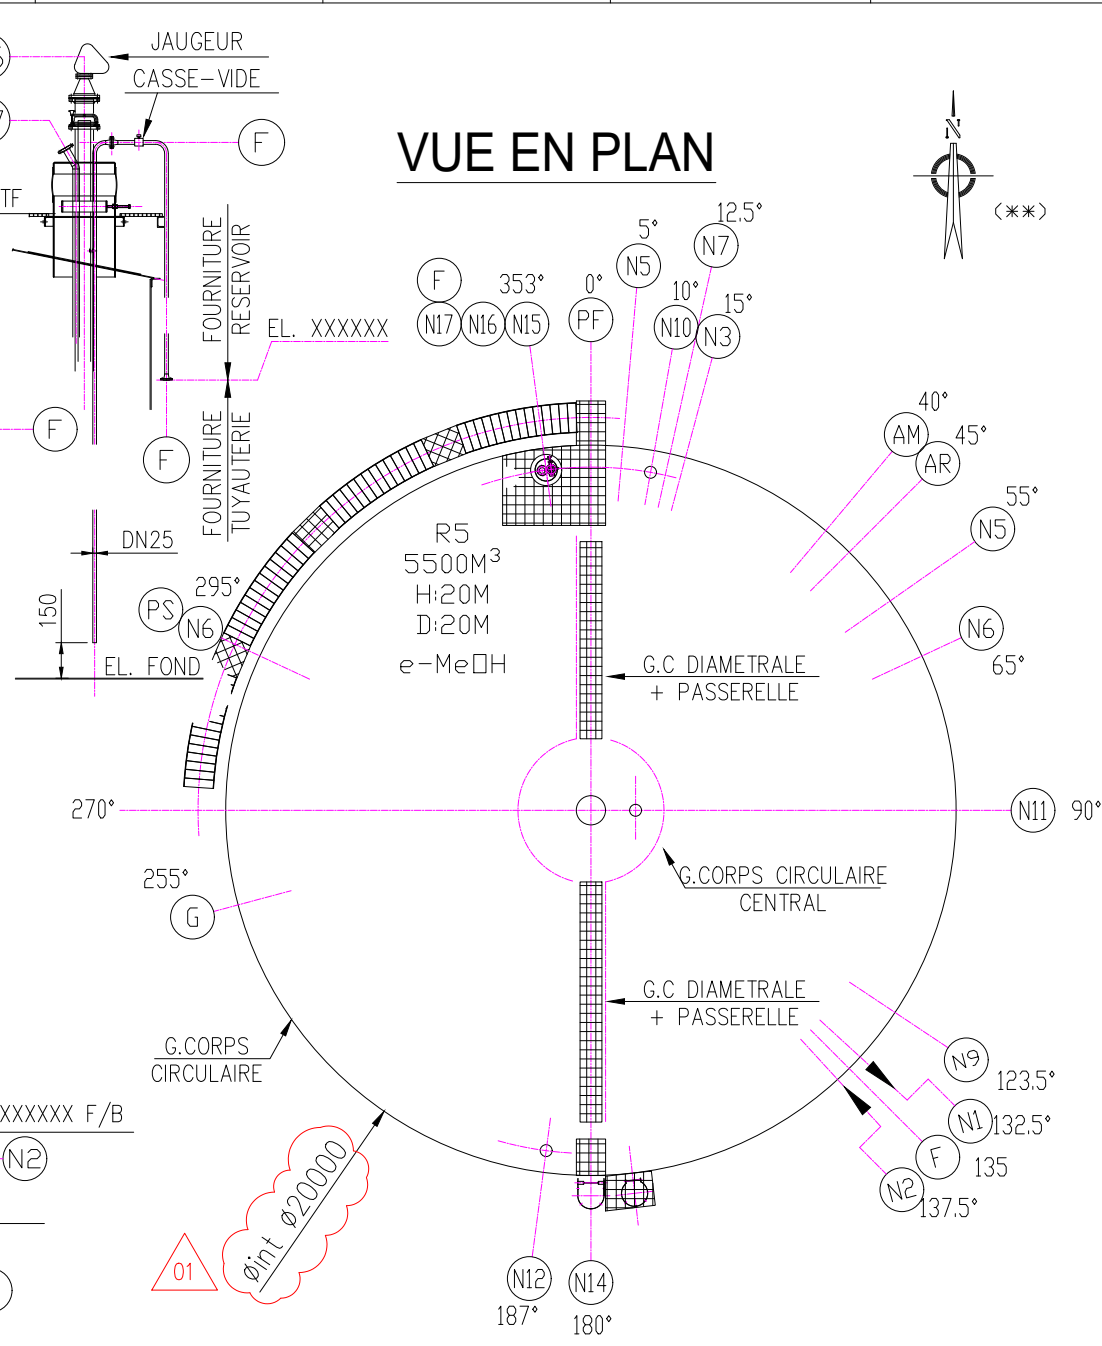 JAUGEUR
CASSE-VIDE
F
TF
FOURNITURE
RESERVOIR
EL. XXXXXX
FOURNITURE
TUYAUTERIE
F
F
DN25
150
EL. FOND
VUE EN PLAN
(**)
F
N17
N16
N15
353°
0°
PF
5°
N5
12.5°
N7
10°
N10
15°
N3
40°
AM
45°
AR
55°
N5
N6
65°
295°
PS
N6
R5
5500M³
H:20M
D:20M
e-MeOH
G.C DIAMETRALE
+ PASSERELLE
270°
N11
90°
255°
G
G.CORPS CIRCULAIRE
CENTRAL
G.C DIAMETRALE
+ PASSERELLE
G.CORPS
CIRCULAIRE
N9
123.5°
N1
132.5°
F
135
N2
137.5°
XXXXXX F/B
N2
Øint Ø20000
01
N12
187°
N14
180°